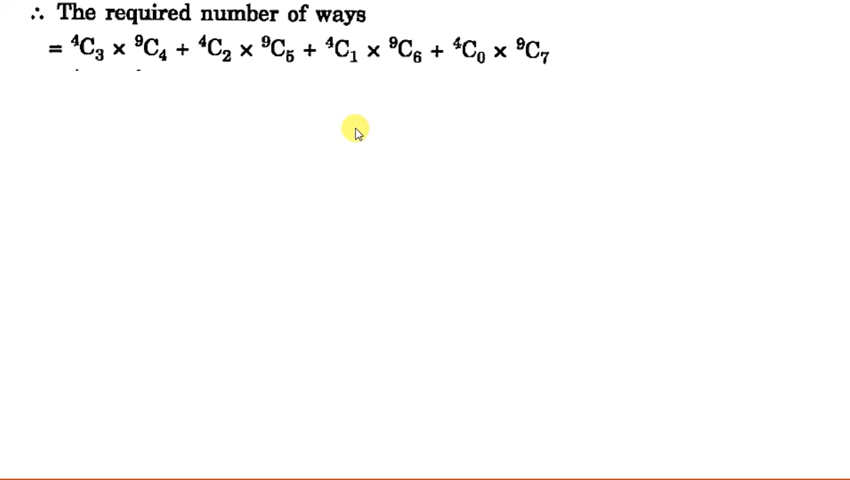 ∴ The required number of ways
= ⁴C₃ × ⁹C₄ + ⁴C₂ × ⁹C₅ + ⁴C₁ × ⁹C₆ + ⁴C₀ × ⁹C₇